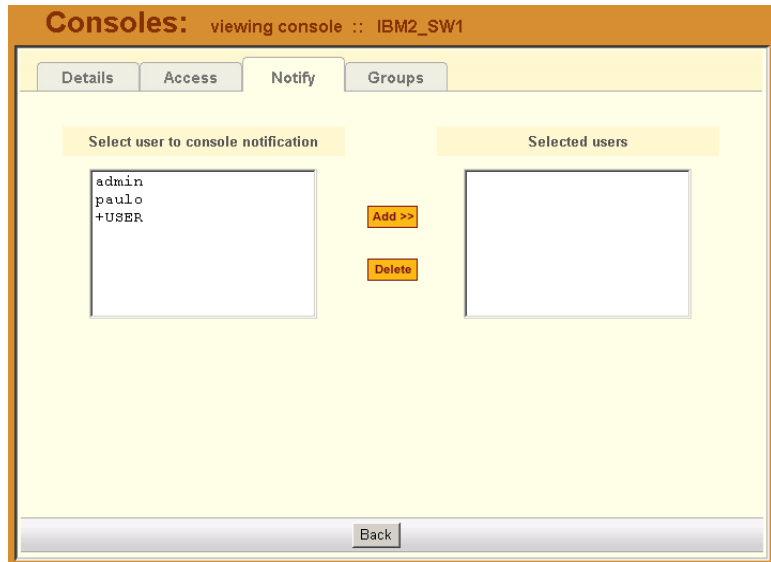 Consoles: viewing console :: IBM2_SW1
Details Access Notify Groups
Select user to console notification Selected users
admin
paulo
+USER
Add >>
Delete
Back